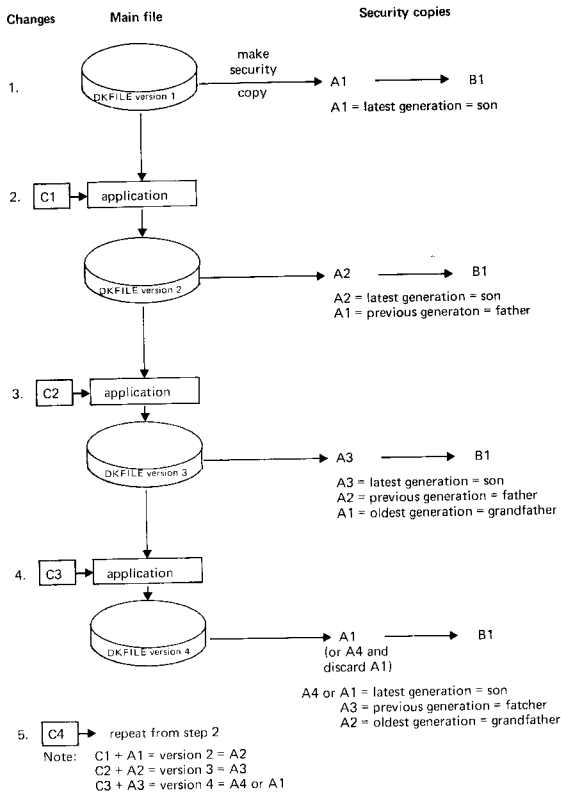 Changes Main file Security copies
make
security
copy
1. DKFILE version 1 A1 B1
A1 = latest generation = son
2. C1 application
DKFILE version 2 A2 B1
A2 = latest generation = son
A1 = previous generaton = father
3. C2 application
DKFILE version 3 A3 B1
A3 = latest generation = son
A2 = previous generation = father
A1 = oldest generation = grandfather
4. C3 application
DKFILE version 4 A1 B1
(or A4 and
discard A1)
A4 or A1 = latest generation = son
A3 = previous generation = fatcher
A2 = oldest generation = grandfather
5. C4 repeat from step 2
Note: C1 + A1 = version 2 = A2
C2 + A2 = version 3 = A3
C3 + A3 = version 4 = A4 or A1